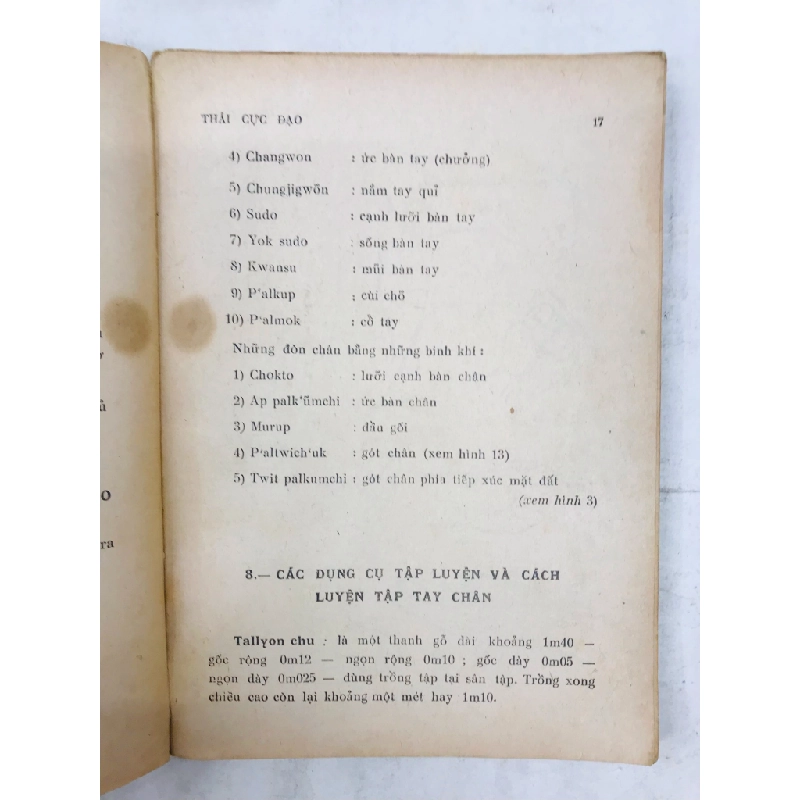 THÁI CỰC ĐẠO 17
4) Changwon : ức bàn tay (chưởng)
5) Chungjigwŏn : nắm tay quỉ
6) Sudo : cạnh lưỡi bàn tay
7) Yok sudo : sống bàn tay
8) Kwansu : mũi bàn tay
9) P'alkup : cùi chõ
10) P'almok : cồ tay
Những đòn chân bằng những binh khí :
1) Chokto : lưỡi cạnh bàn chân
2) Ap palk'ŭmchi : ức bàn chân
3) Murup : đầu gối
4) P'altwich'uk : gót chân (xem hình 13)
5) Twit palkumchi : gót chân phía tiếp xúc mặt đất
(xem hình 3)
8.— CÁC DỤNG CỤ TẬP LUYỆN VÀ CÁCH
LUYỆN TẬP TAY CHÂN
Tallyon chu : là một thanh gỗ dài khoảng 1m40 —
gốc rộng 0m12 — ngọn rộng 0m10 ; gốc dày 0m05 —
ngọn dày 0m025 — dùng trồng tập tại sân tập. Trồng xong
chiều cao còn lại khoảng một mét hay 1m10.
ơ
ủ
O
ra